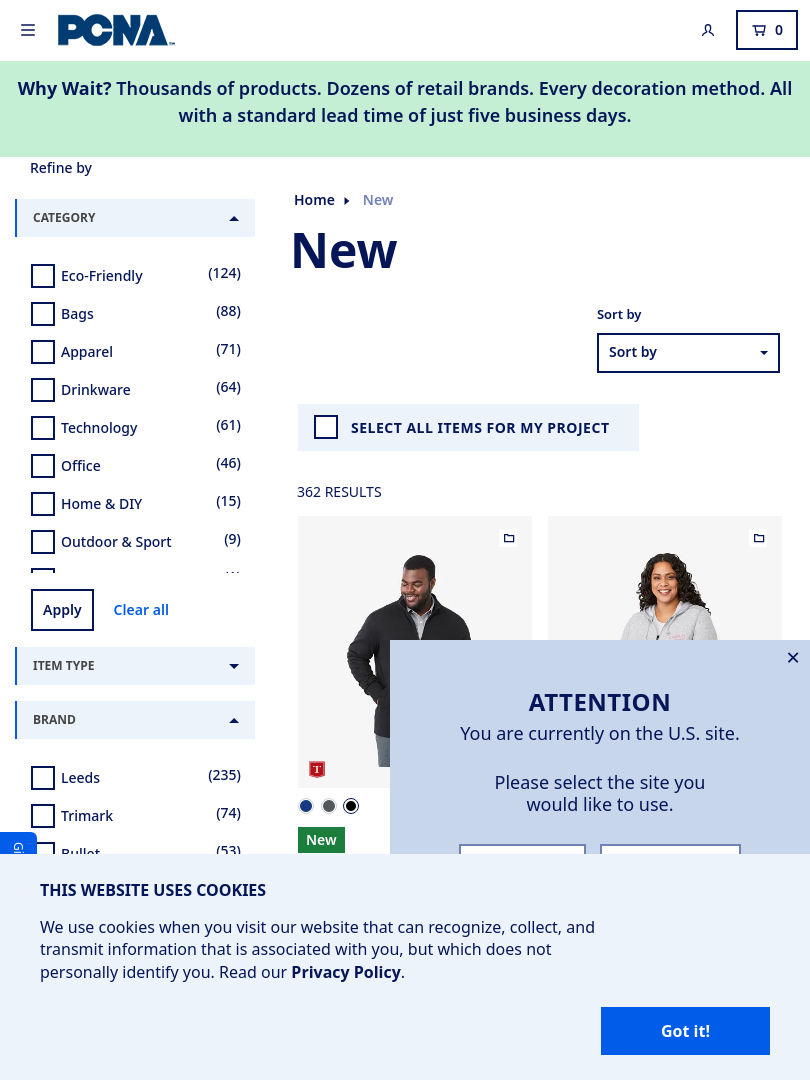 PCNA
0
Why Wait? Thousands of products. Dozens of retail brands. Every decoration method. All
with a standard lead time of just five business days.
Refine by
CATEGORY
Eco-Friendly (124)
Bags (88)
Apparel (71)
Drinkware (64)
Technology (61)
Office (46)
Home & DIY (15)
Outdoor & Sport (9)
Apply
Clear all
ITEM TYPE
BRAND
Leeds (235)
Trimark (74)
Bullet (53)
Home
New
New
Sort by
Sort by
SELECT ALL ITEMS FOR MY PROJECT
362 RESULTS
T
New
ATTENTION
You are currently on the U.S. site.
Please select the site you
would like to use.
THIS WEBSITE USES COOKIES
We use cookies when you visit our website that can recognize, collect, and
transmit information that is associated with you, but which does not
personally identify you. Read our Privacy Policy.
Got it!